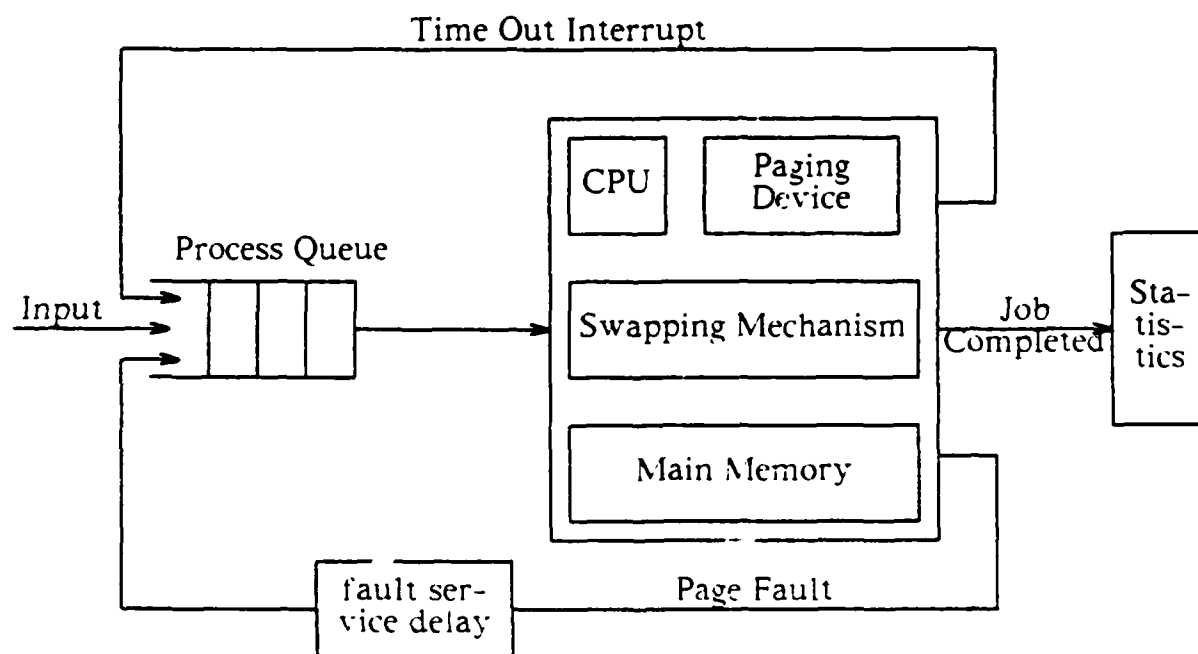 Time Out Interrupt
CPU
Paging
Device
Process Queue
Input
Swapping Mechanism
Job
Completed
Sta-
tis-
tics
Main Memory
fault ser-
vice delay
Page Fault